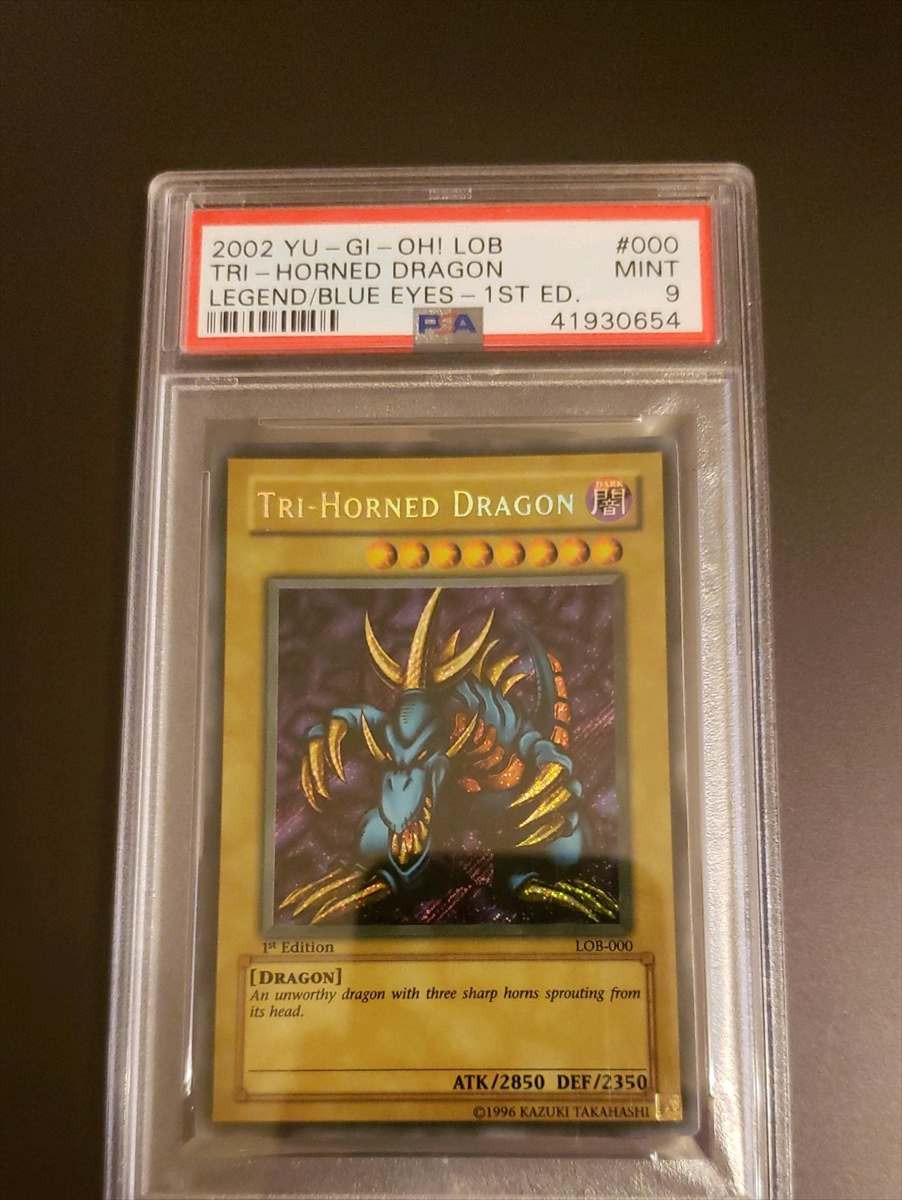 2002 YU-GI-OH! LOB #000
TRI-HORNED DRAGON MINT
LEGEND/BLUE EYES-1ST ED. 9
PSA 41930654
TRI-HORNED DRAGON
DARK
闇
1st Edition LOB-000
[DRAGON]
An unworthy dragon with three sharp horns sprouting from
its head.
ATK/2850 DEF/2350
©1996 KAZUKI TAKAHASHI